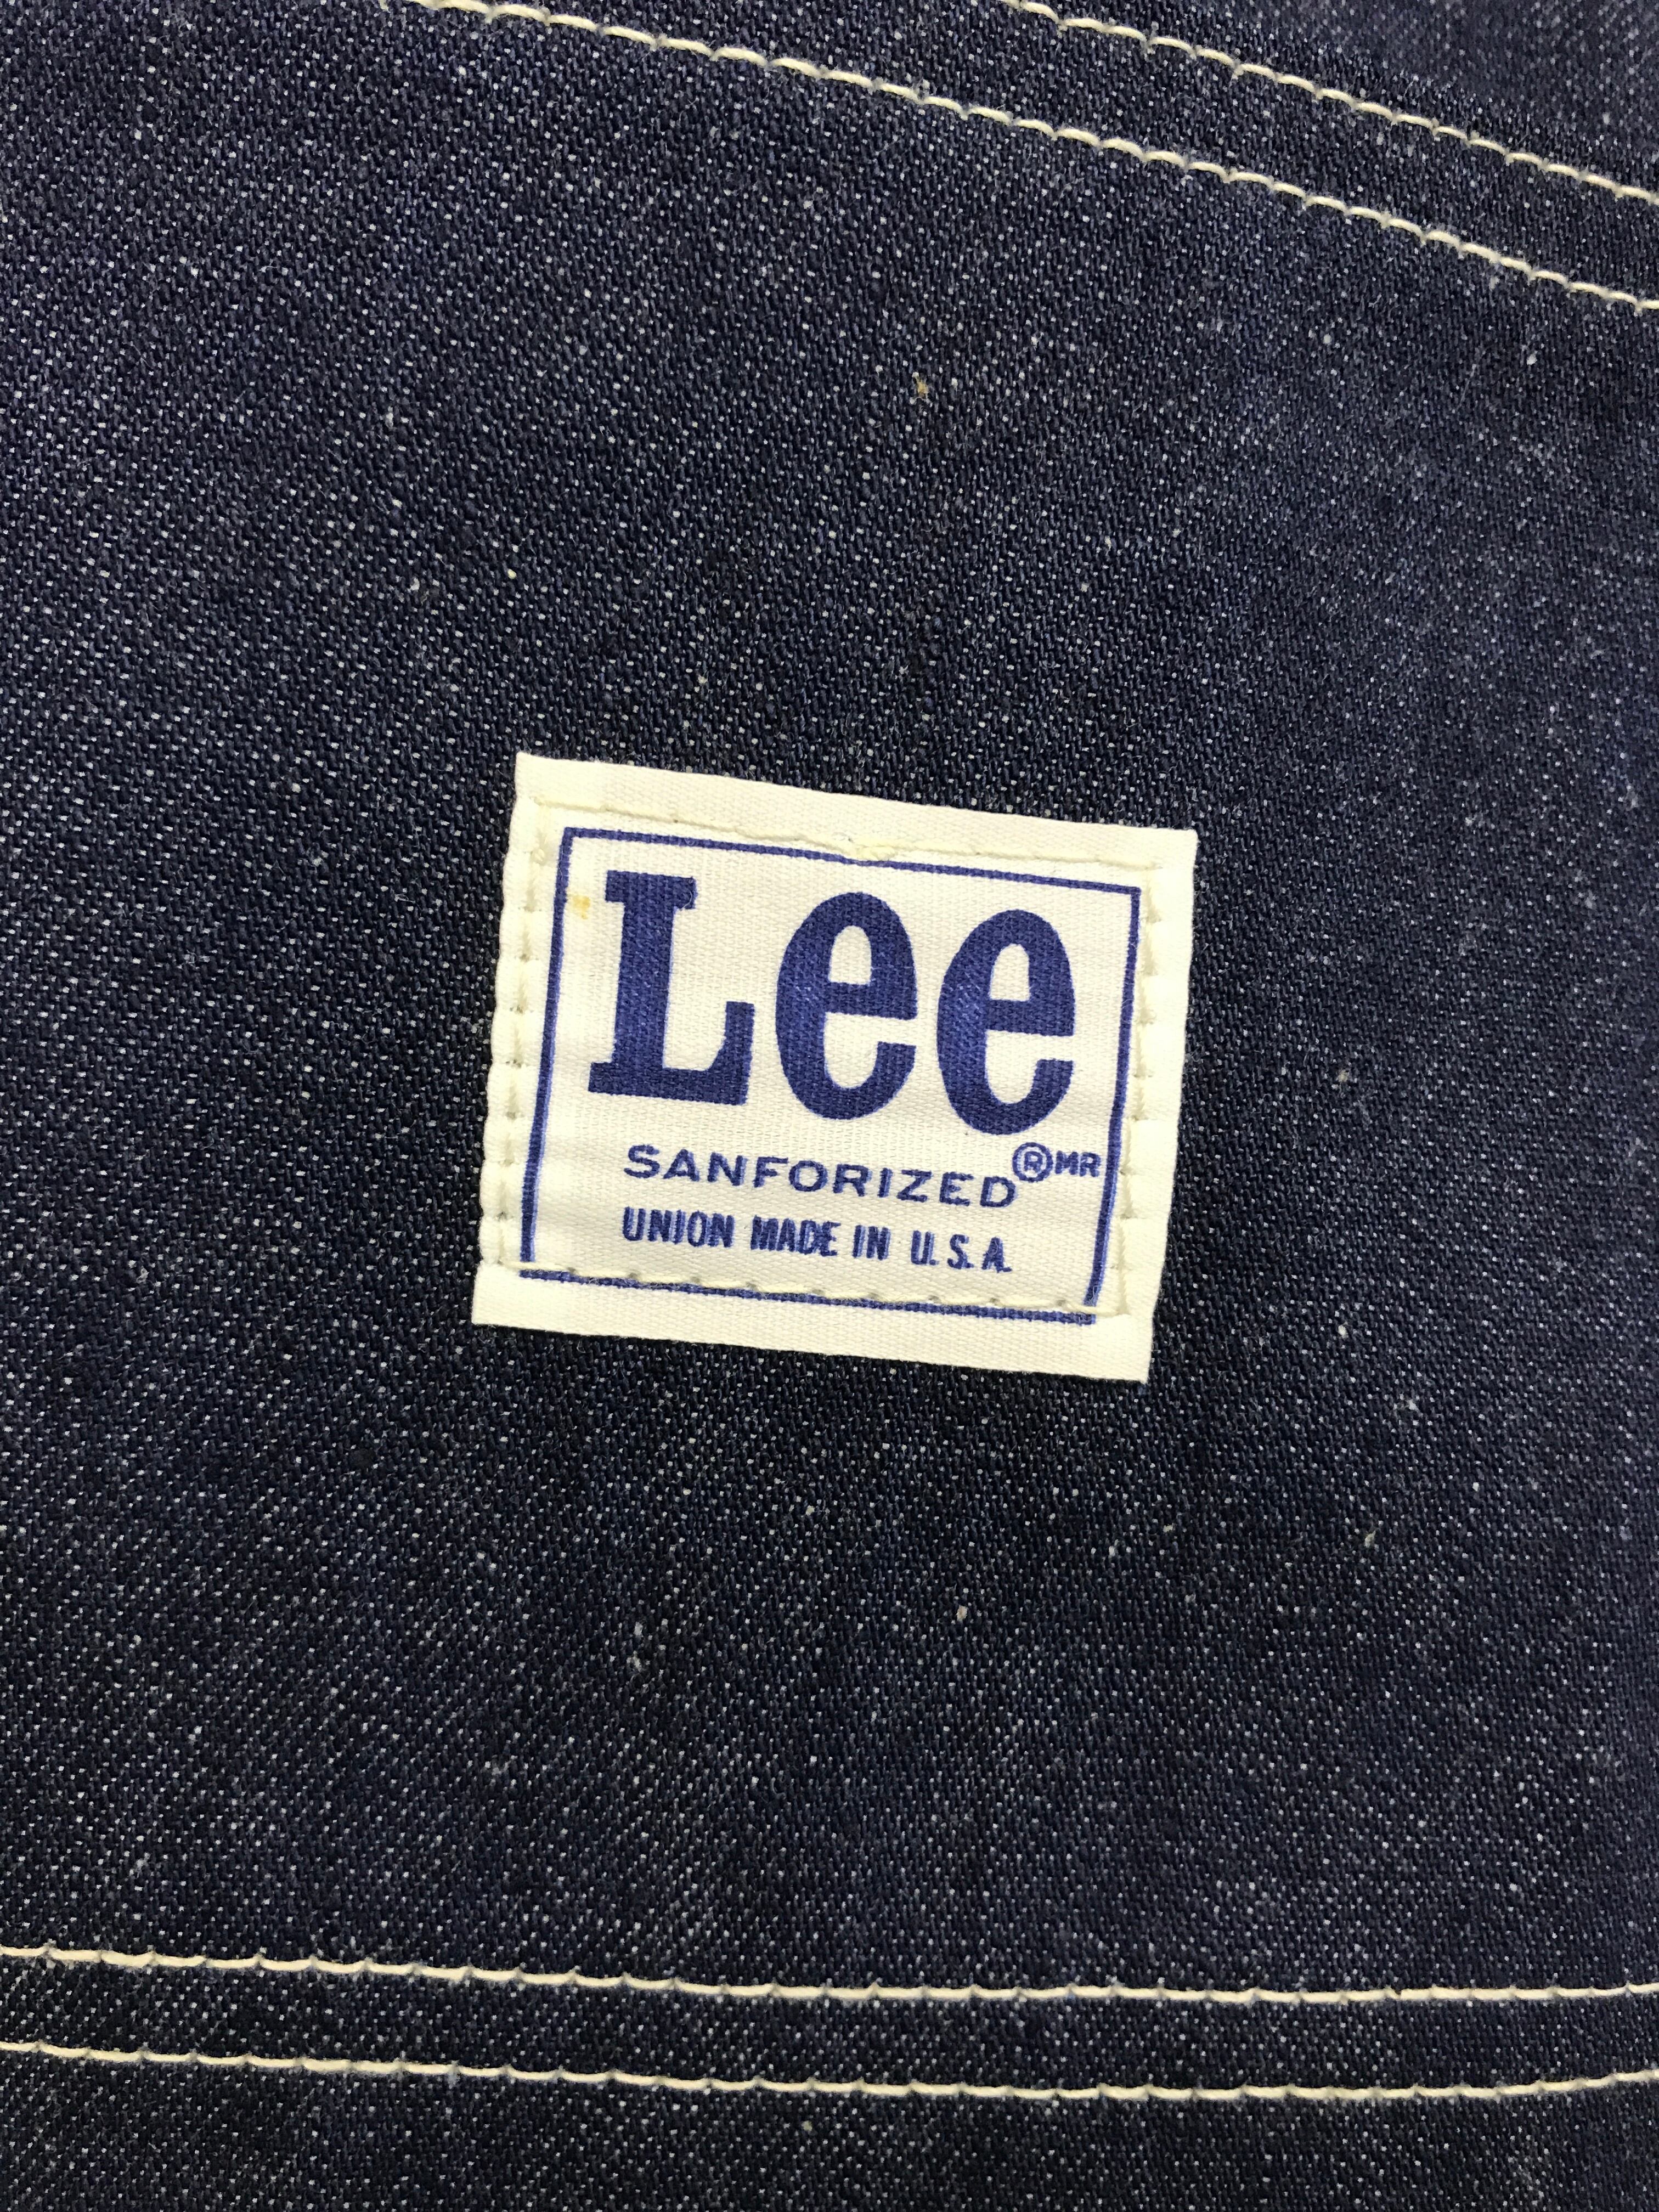 Lee
SANFORIZED ®MR
UNION MADE IN U.S.A.